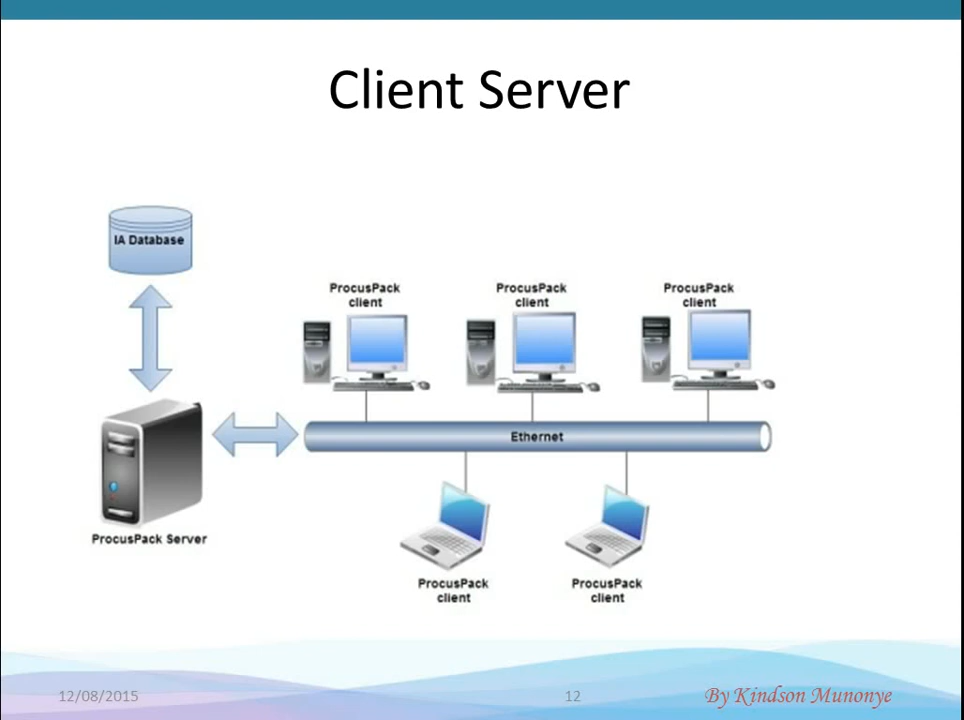 Client Server
IA Database
ProcusPack
client
ProcusPack
client
ProcusPack
client
Ethernet
ProcusPack Server
ProcusPack
client
ProcusPack
client
12/08/2015
12
By Kindson Munonye